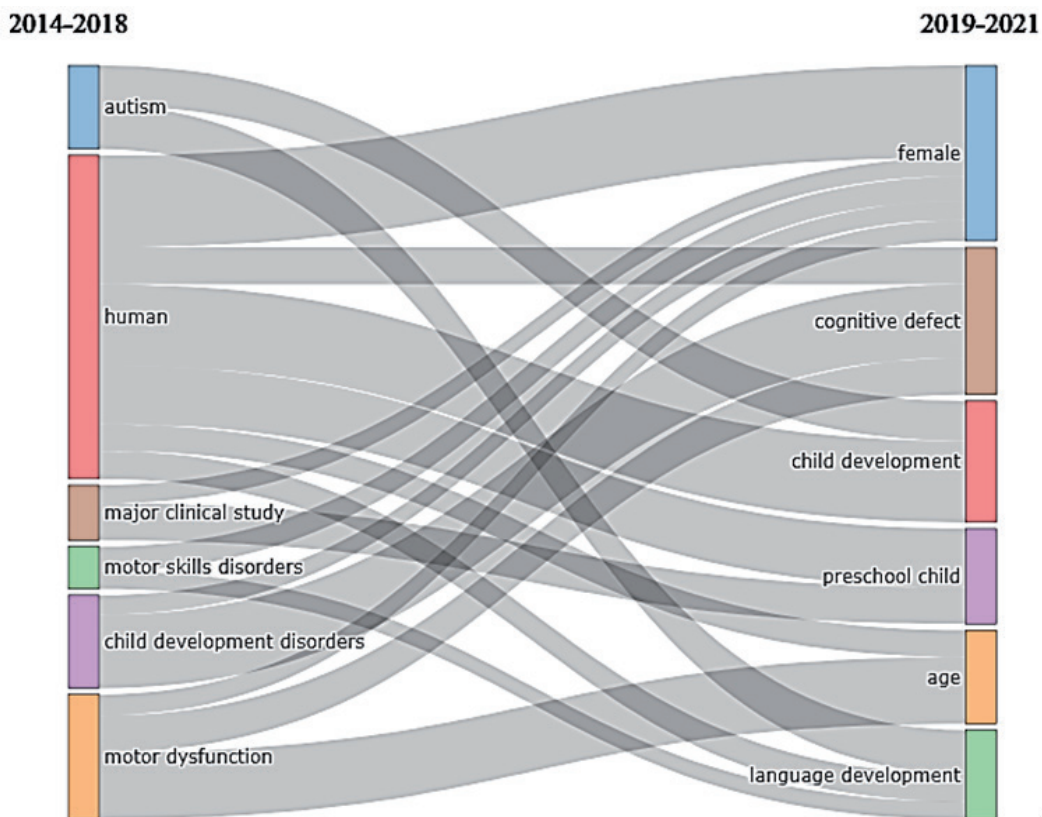 2014-2018
2019-2021
autism
human
major clinical study
motor skills disorders
child development disorders
motor dysfunction
female
cognitive defect
child development
preschool child
age
language development